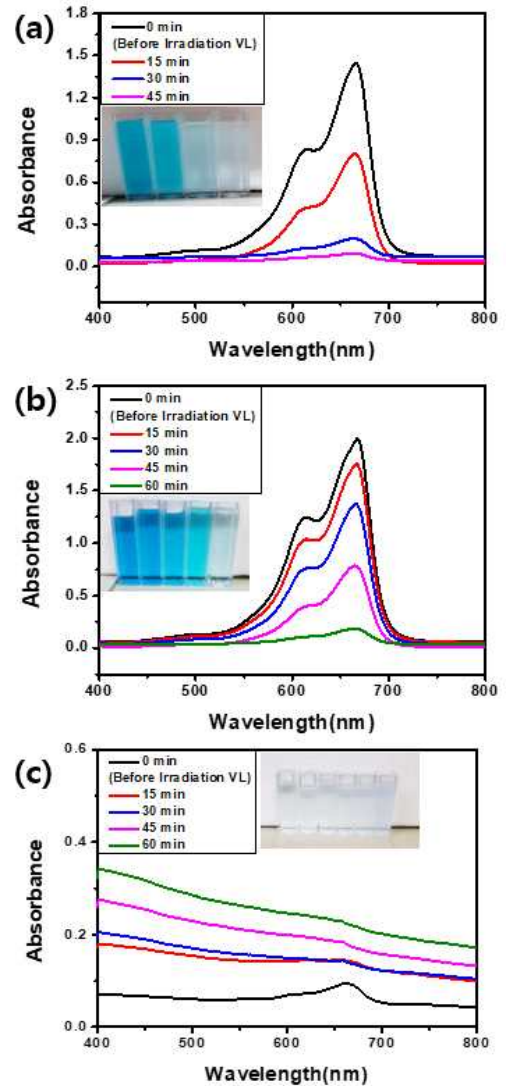 (a)
1.8
1.5
1.2
0.9
0.6
0.3
0.0
Absorbance
0 min
(Before Irradiation VL)
15 min
30 min
45 min
400 500 600 700 800
Wavelength(nm)
(b)
2.5
2.0
1.5
1.0
0.5
0.0
Absorbance
0 min
(Before Irradiation VL)
15 min
30 min
45 min
60 min
400 500 600 700 800
Wavelength(nm)
(c)
0.6
0.4
0.2
0.0
Absorbance
0 min
(Before Irradiation VL)
15 min
30 min
45 min
60 min
400 500 600 700 800
Wavelength(nm)